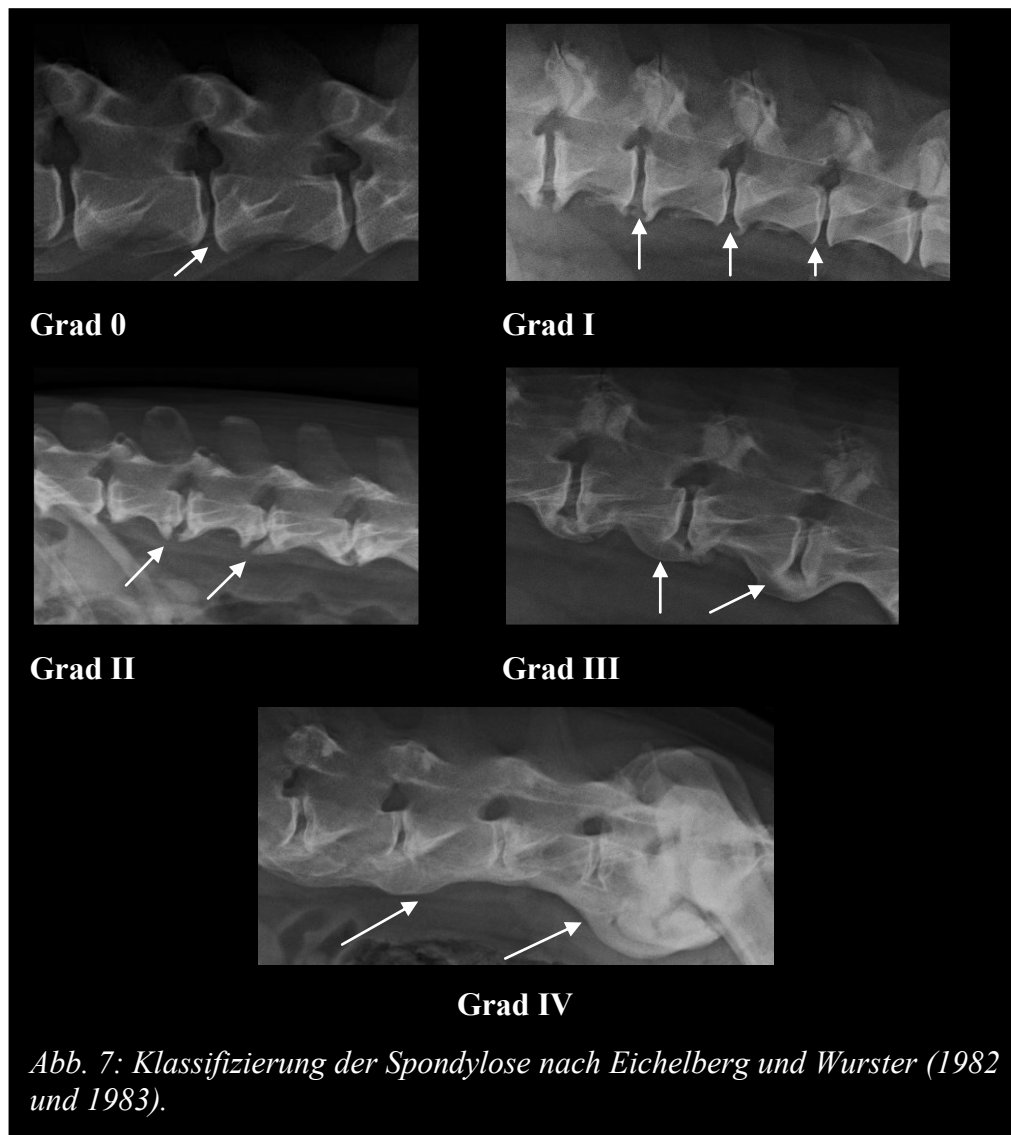 Grad 0
Grad I
Grad II
Grad III
Grad IV
Abb. 7: Klassifizierung der Spondylose nach Eichelberg und Wurster (1982
und 1983).